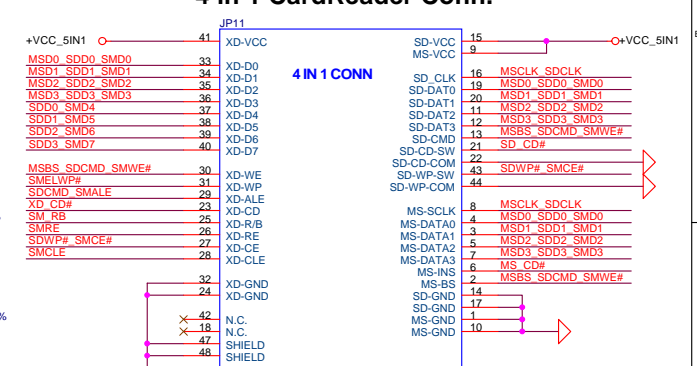 4 in 1 CardReader Conn.
JP11
+VCC_5IN1 41 XD-VCC
MSD0_SDD0_SMD0 33 XD-D0
MSD1_SDD1_SMD1 34 XD-D1
MSD2_SDD2_SMD2 35 XD-D2
MSD3_SDD3_SMD3 36 XD-D3
SDD0_SMD4 37 XD-D4
SDD1_SMD5 38 XD-D5
SDD2_SMD6 39 XD-D6
SDD3_SMD7 40 XD-D7
MSBS_SDCMD_SMWE# 30 XD-WE
SMELWP# 31 XD-WP
SDCMD_SMALE 29 XD-ALE
XD_CD# 23 XD-CD
SM_RB 25 XD-R/B
SMRE 26 XD-RE
SDWP#_SMCE# 27 XD-CE
SMCLE 28 XD-CLE
32 XD-GND
24 XD-GND
42 N.C.
18 N.C.
47 SHIELD
48 SHIELD
%
4 IN 1 CONN
SD-VCC 15 +VCC_5IN1
MS-VCC 9
SD_CLK 16 MSCLK_SDCLK
SD-DAT0 19 MSD0_SDD0_SMD0
SD-DAT1 20 MSD1_SDD1_SMD1
SD-DAT2 11 MSD2_SDD2_SMD2
SD-DAT3 12 MSD3_SDD3_SMD3
SD-CMD 13 MSBS_SDCMD_SMWE#
SD-CD-SW 21 SD_CD#
SD-CD-COM 22
SD-WP-SW 43 SDWP#_SMCE#
SD-WP-COM 44
MS-SCLK 8 MSCLK_SDCLK
MS-DATA0 4 MSD0_SDD0_SMD0
MS-DATA1 3 MSD1_SDD1_SMD1
MS-DATA2 5 MSD2_SDD2_SMD2
MS-DATA3 7 MSD3_SDD3_SMD3
MS-INS 6 MS_CD#
MS-BS 2 MSBS_SDCMD_SMWE#
SD-GND 14
SD-GND 17
MS-GND 1
MS-GND 10